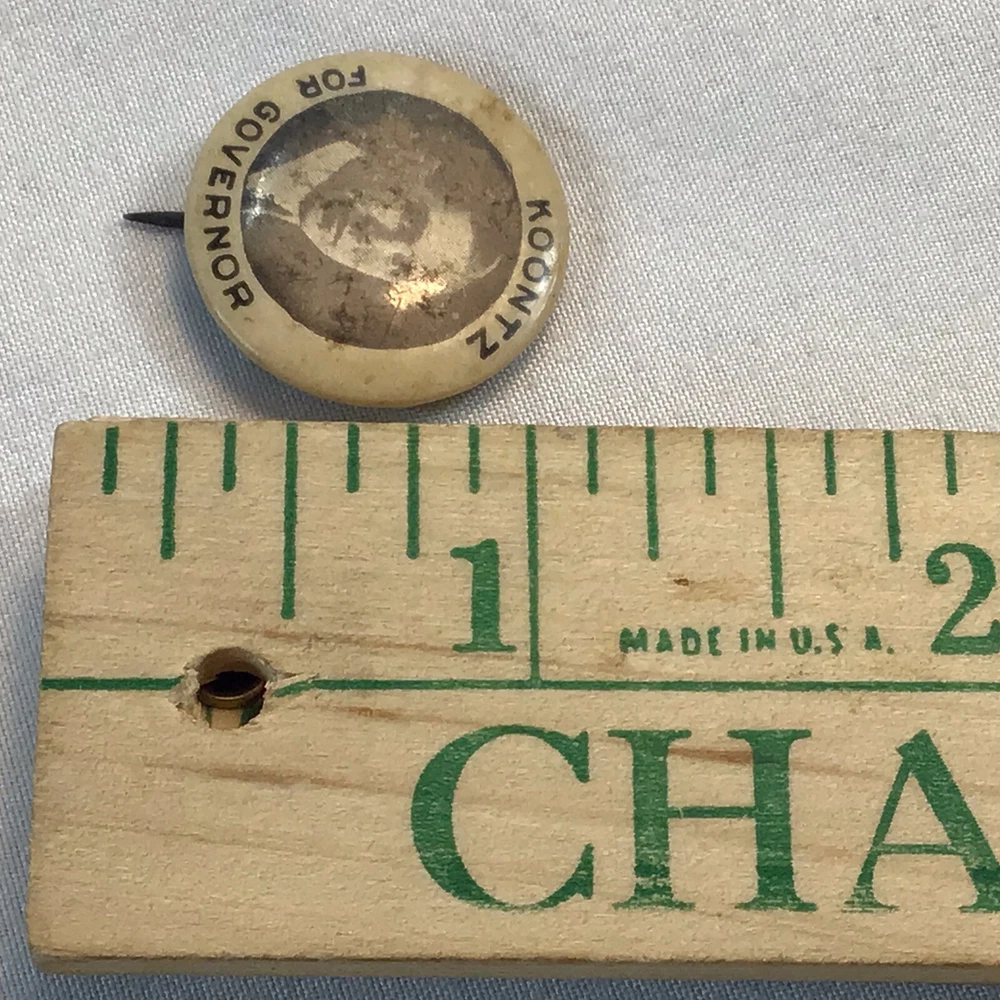 KOONTZ
FOR GOVERNOR
1 2
MADE IN U.S.A.
CHA